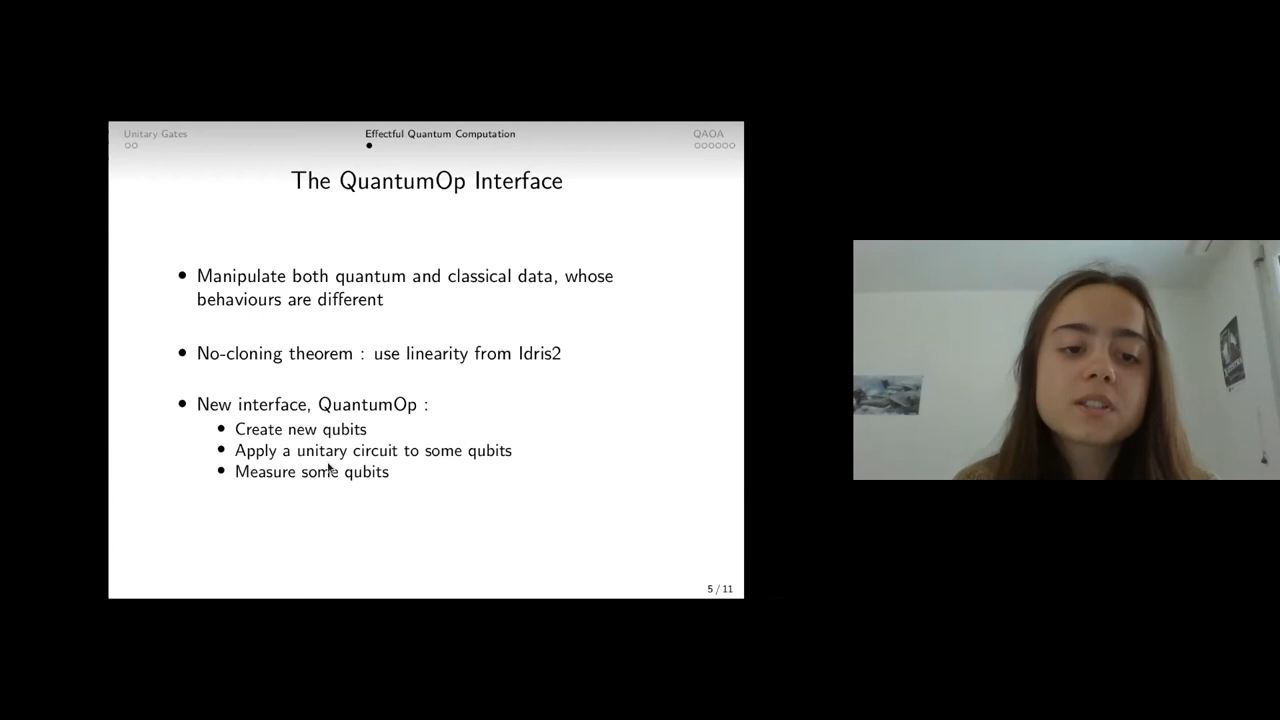 Unitary Gates
Effectful Quantum Computation
QAOA
The QuantumOp Interface
• Manipulate both quantum and classical data, whose
behaviours are different
• No-cloning theorem : use linearity from Idris2
• New interface, QuantumOp :
• Create new qubits
• Apply a unitary circuit to some qubits
• Measure some qubits
5 / 11